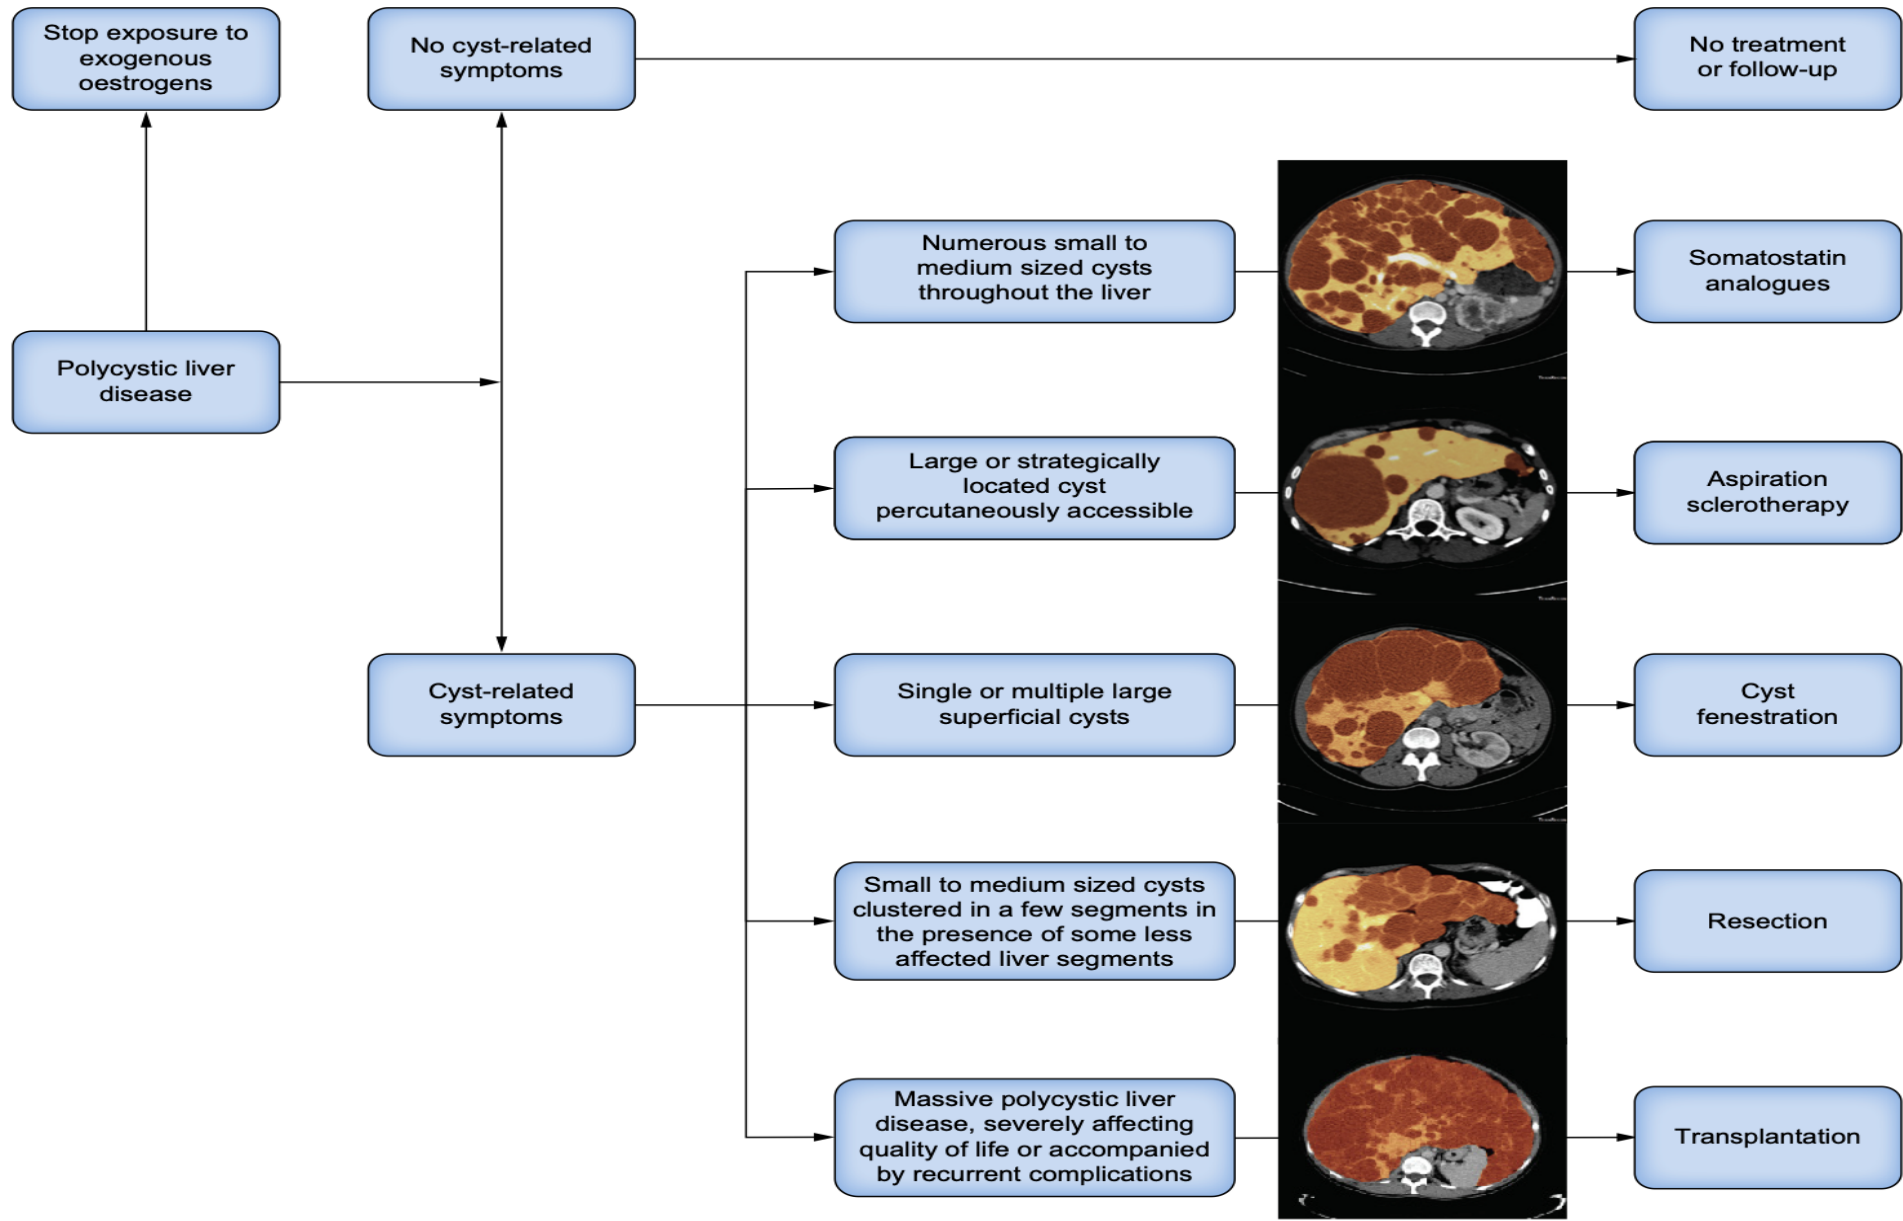 Stop exposure to
exogenous
oestrogens
No cyst-related
symptoms
No treatment
or follow-up
Numerous small to
medium sized cysts
throughout the liver
Somatostatin
analogues
Polycystic liver
disease
Large or strategically
located cyst
percutaneously accessible
Aspiration
sclerotherapy
Cyst-related
symptoms
Single or multiple large
superficial cysts
Cyst
fenestration
Small to medium sized cysts
clustered in a few segments in
the presence of some less
affected liver segments
Resection
Massive polycystic liver
disease, severely affecting
quality of life or accompanied
by recurrent complications
Transplantation